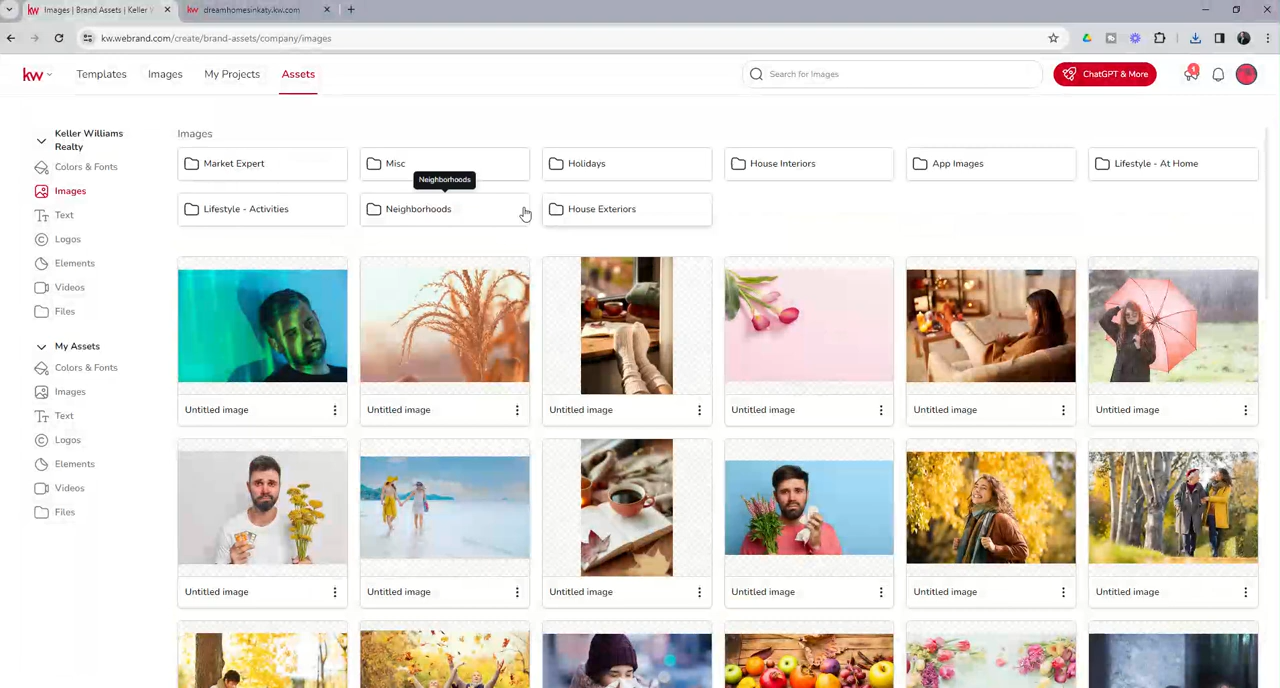 Images | Brand Assets | Keller
dreamhomesinkaty.kw.com
kw.webrand.com/create/brand-assets/company/images
kw
Templates
Images
My Projects
Assets
Search for Images
ChatGPT & More
1
Keller Williams
Realty
Colors & Fonts
Images
Text
Logos
Elements
Videos
Files
My Assets
Colors & Fonts
Images
Text
Logos
Elements
Videos
Files
Images
Market Expert
Misc
Holidays
House Interiors
App Images
Lifestyle - At Home
Neighborhoods
Lifestyle - Activities
Neighborhoods
House Exteriors
Untitled image
Untitled image
Untitled image
Untitled image
Untitled image
Untitled image
Untitled image
Untitled image
Untitled image
Untitled image
Untitled image
Untitled image